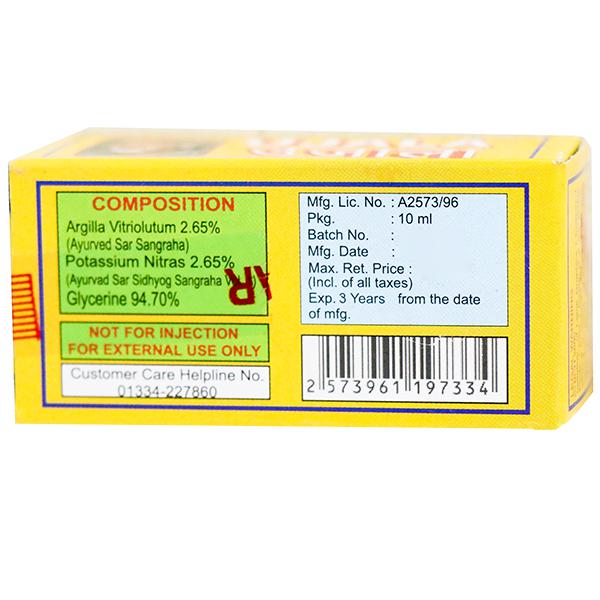 COMPOSITION
Argilla Vitriolutum 2.65%
(Ayurved Sar Sangraha)
Potassium Nitras 2.65%
(Ayurvad Sar Sidhyog Sangraha
Glycerine 94.70%
AR
NOT FOR INJECTION
FOR EXTERNAL USE ONLY
Customer Care Helpline No.
01334-227860
Mfg. Lic. No. : A2573/96
Pkg. : 10 ml
Batch No. :
Mfg. Date :
Max. Ret. Price :
(Incl. of all taxes)
Exp. 3 Years from the date
of mfg.
2 573961 197334